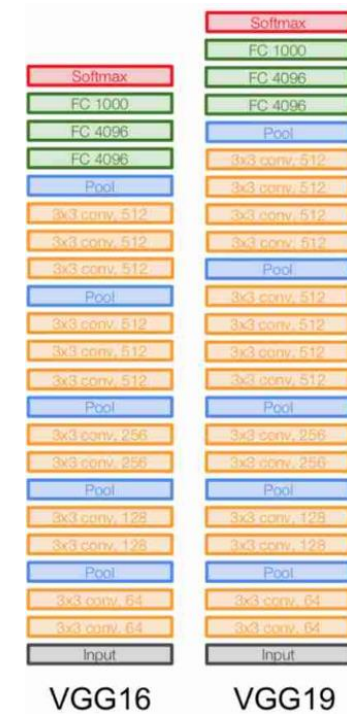 Softmax
FC 1000
FC 4096
FC 4096
Pool
3x3 conv, 512
3x3 conv, 512
3x3 conv, 512
Pool
3x3 conv, 512
3x3 conv, 512
3x3 conv, 512
Pool
3x3 conv, 256
3x3 conv, 256
Pool
3x3 conv, 128
3x3 conv, 128
Pool
3x3 conv, 64
3x3 conv, 64
Input
VGG16
Softmax
FC 1000
FC 4096
FC 4096
Pool
3x3 conv, 512
3x3 conv, 512
3x3 conv, 512
3x3 conv, 512
Pool
3x3 conv, 512
3x3 conv, 512
3x3 conv, 512
3x3 conv, 512
Pool
3x3 conv, 256
3x3 conv, 256
Pool
3x3 conv, 128
3x3 conv, 128
Pool
3x3 conv, 64
3x3 conv, 64
Input
VGG19